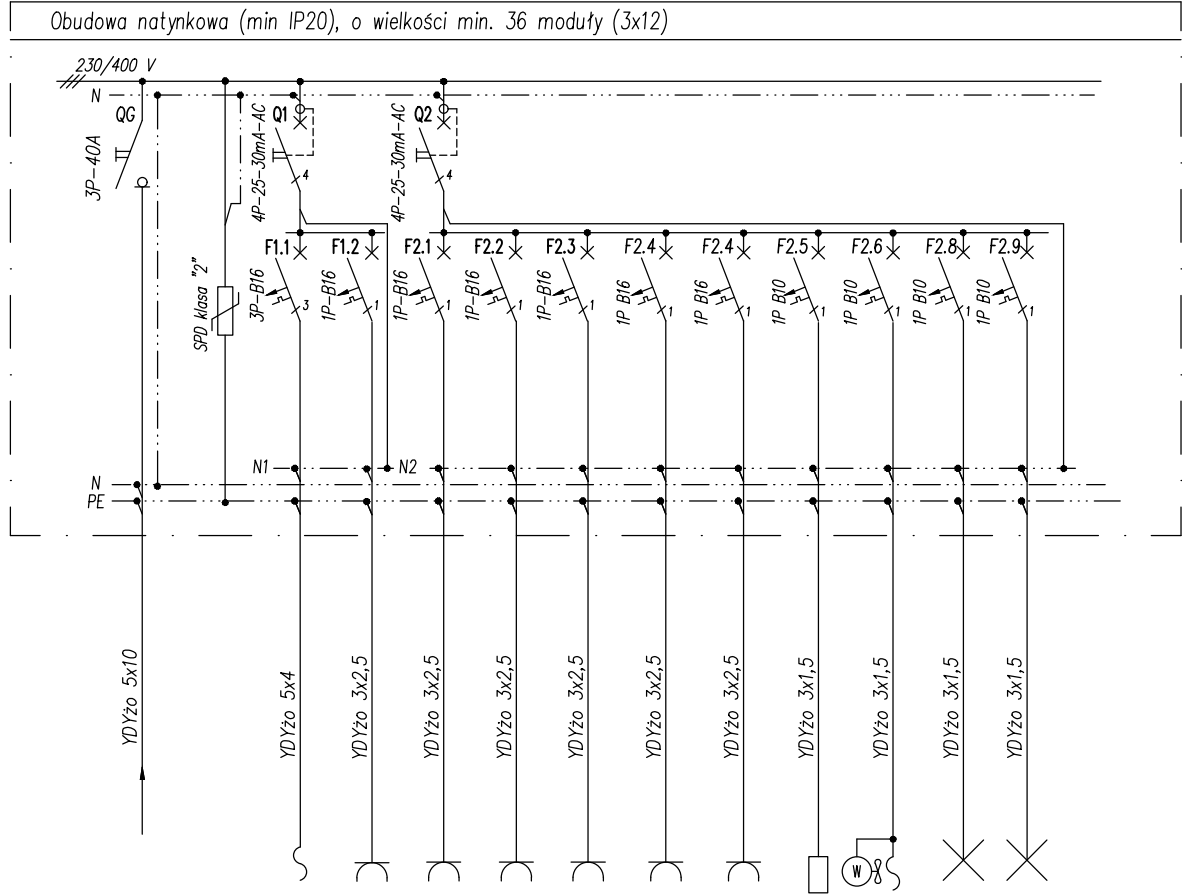 Obudowa natynkowa (min IP20), o wielkości min. 36 moduły (3x12)
230/400 V
N
QG
3P-40A
SPD klasa "2"
Q1
4P-25-30mA-AC
4
Q2
4P-25-30mA-AC
4
F1.1
3P-B16
3
F1.2
1P-B16
1
F2.1
1P-B16
1
F2.2
1P-B16
1
F2.3
1P-B16
1
F2.4
1P B16
1
F2.4
1P B16
1
F2.5
1P B10
1
F2.6
1P B10
1
F2.8
1P B10
1
F2.9
1P B10
1
N1
N2
N
PE
YDYżo 5x10
YDYżo 5x4
YDYżo 3x2,5
YDYżo 3x2,5
YDYżo 3x2,5
YDYżo 3x2,5
YDYżo 3x2,5
YDYżo 3x2,5
YDYżo 3x1,5
YDYżo 3x1,5
YDYżo 3x1,5
YDYżo 3x1,5
W